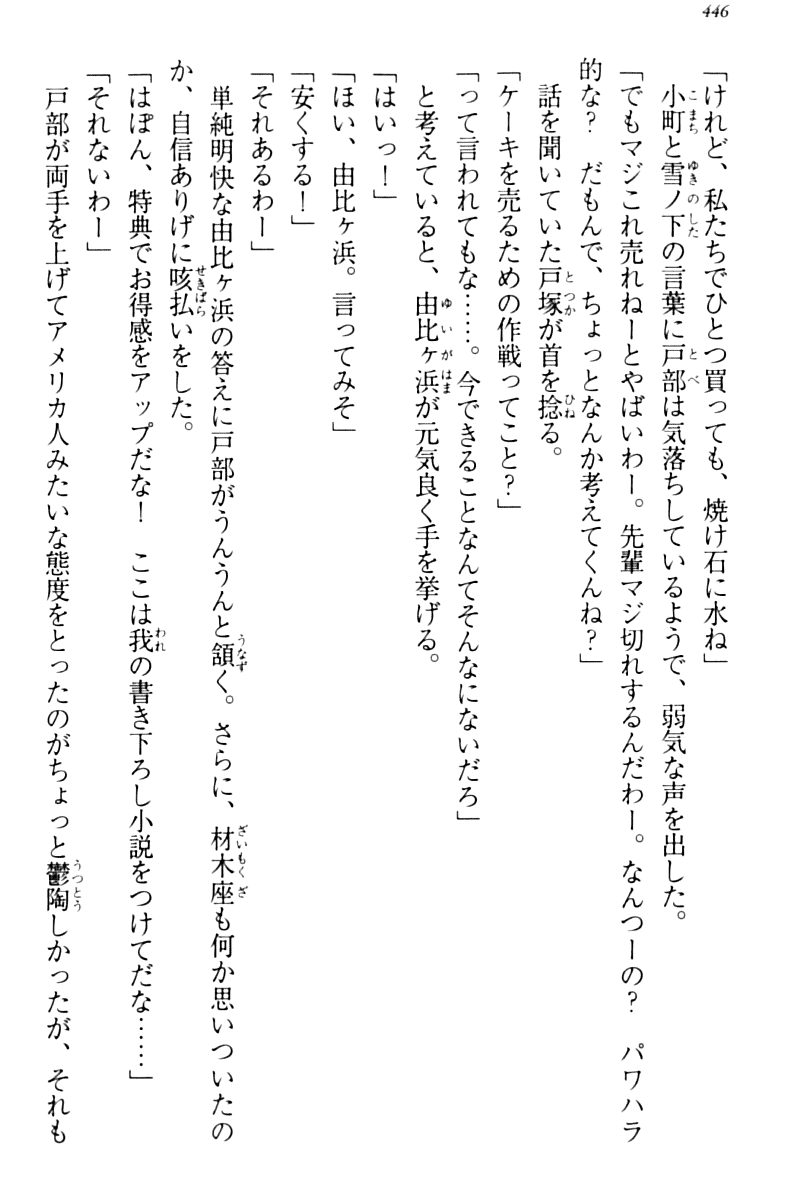 446
「けれど、私たちでひとつ買っても、焼け石に水ね」
小町と雪ノ下の言葉に戸部は気落ちしているようで、弱気な声を出した。
「でもマジこれ売れねーとやばいわー。先輩マジ切れするんだわー。なんつーの？　パワハラ
的な？　だもんで、ちょっとなんか考えてくんね？」
話を聞いていた戸塚が首を捻る。
「ケーキを売るための作戦ってこと？」
「って言われてもな……。今できることなんてそんなにないだろ」
と考えていると、由比ヶ浜が元気良く手を挙げる。
「はいっ！」
「ほい、由比ヶ浜。言ってみそ」
「安くする！」
「それあるわー」
単純明快な由比ヶ浜の答えに戸部がうんうんと頷く。さらに、材木座も何か思いついたの
か、自信ありげに咳払いをした。
「はぽん、特典でお得感をアップだな！　ここは我の書き下ろし小説をつけてだな……」
「それないわー」
戸部が両手を上げてアメリカ人みたいな態度をとったのがちょっと鬱陶しかったが、それも